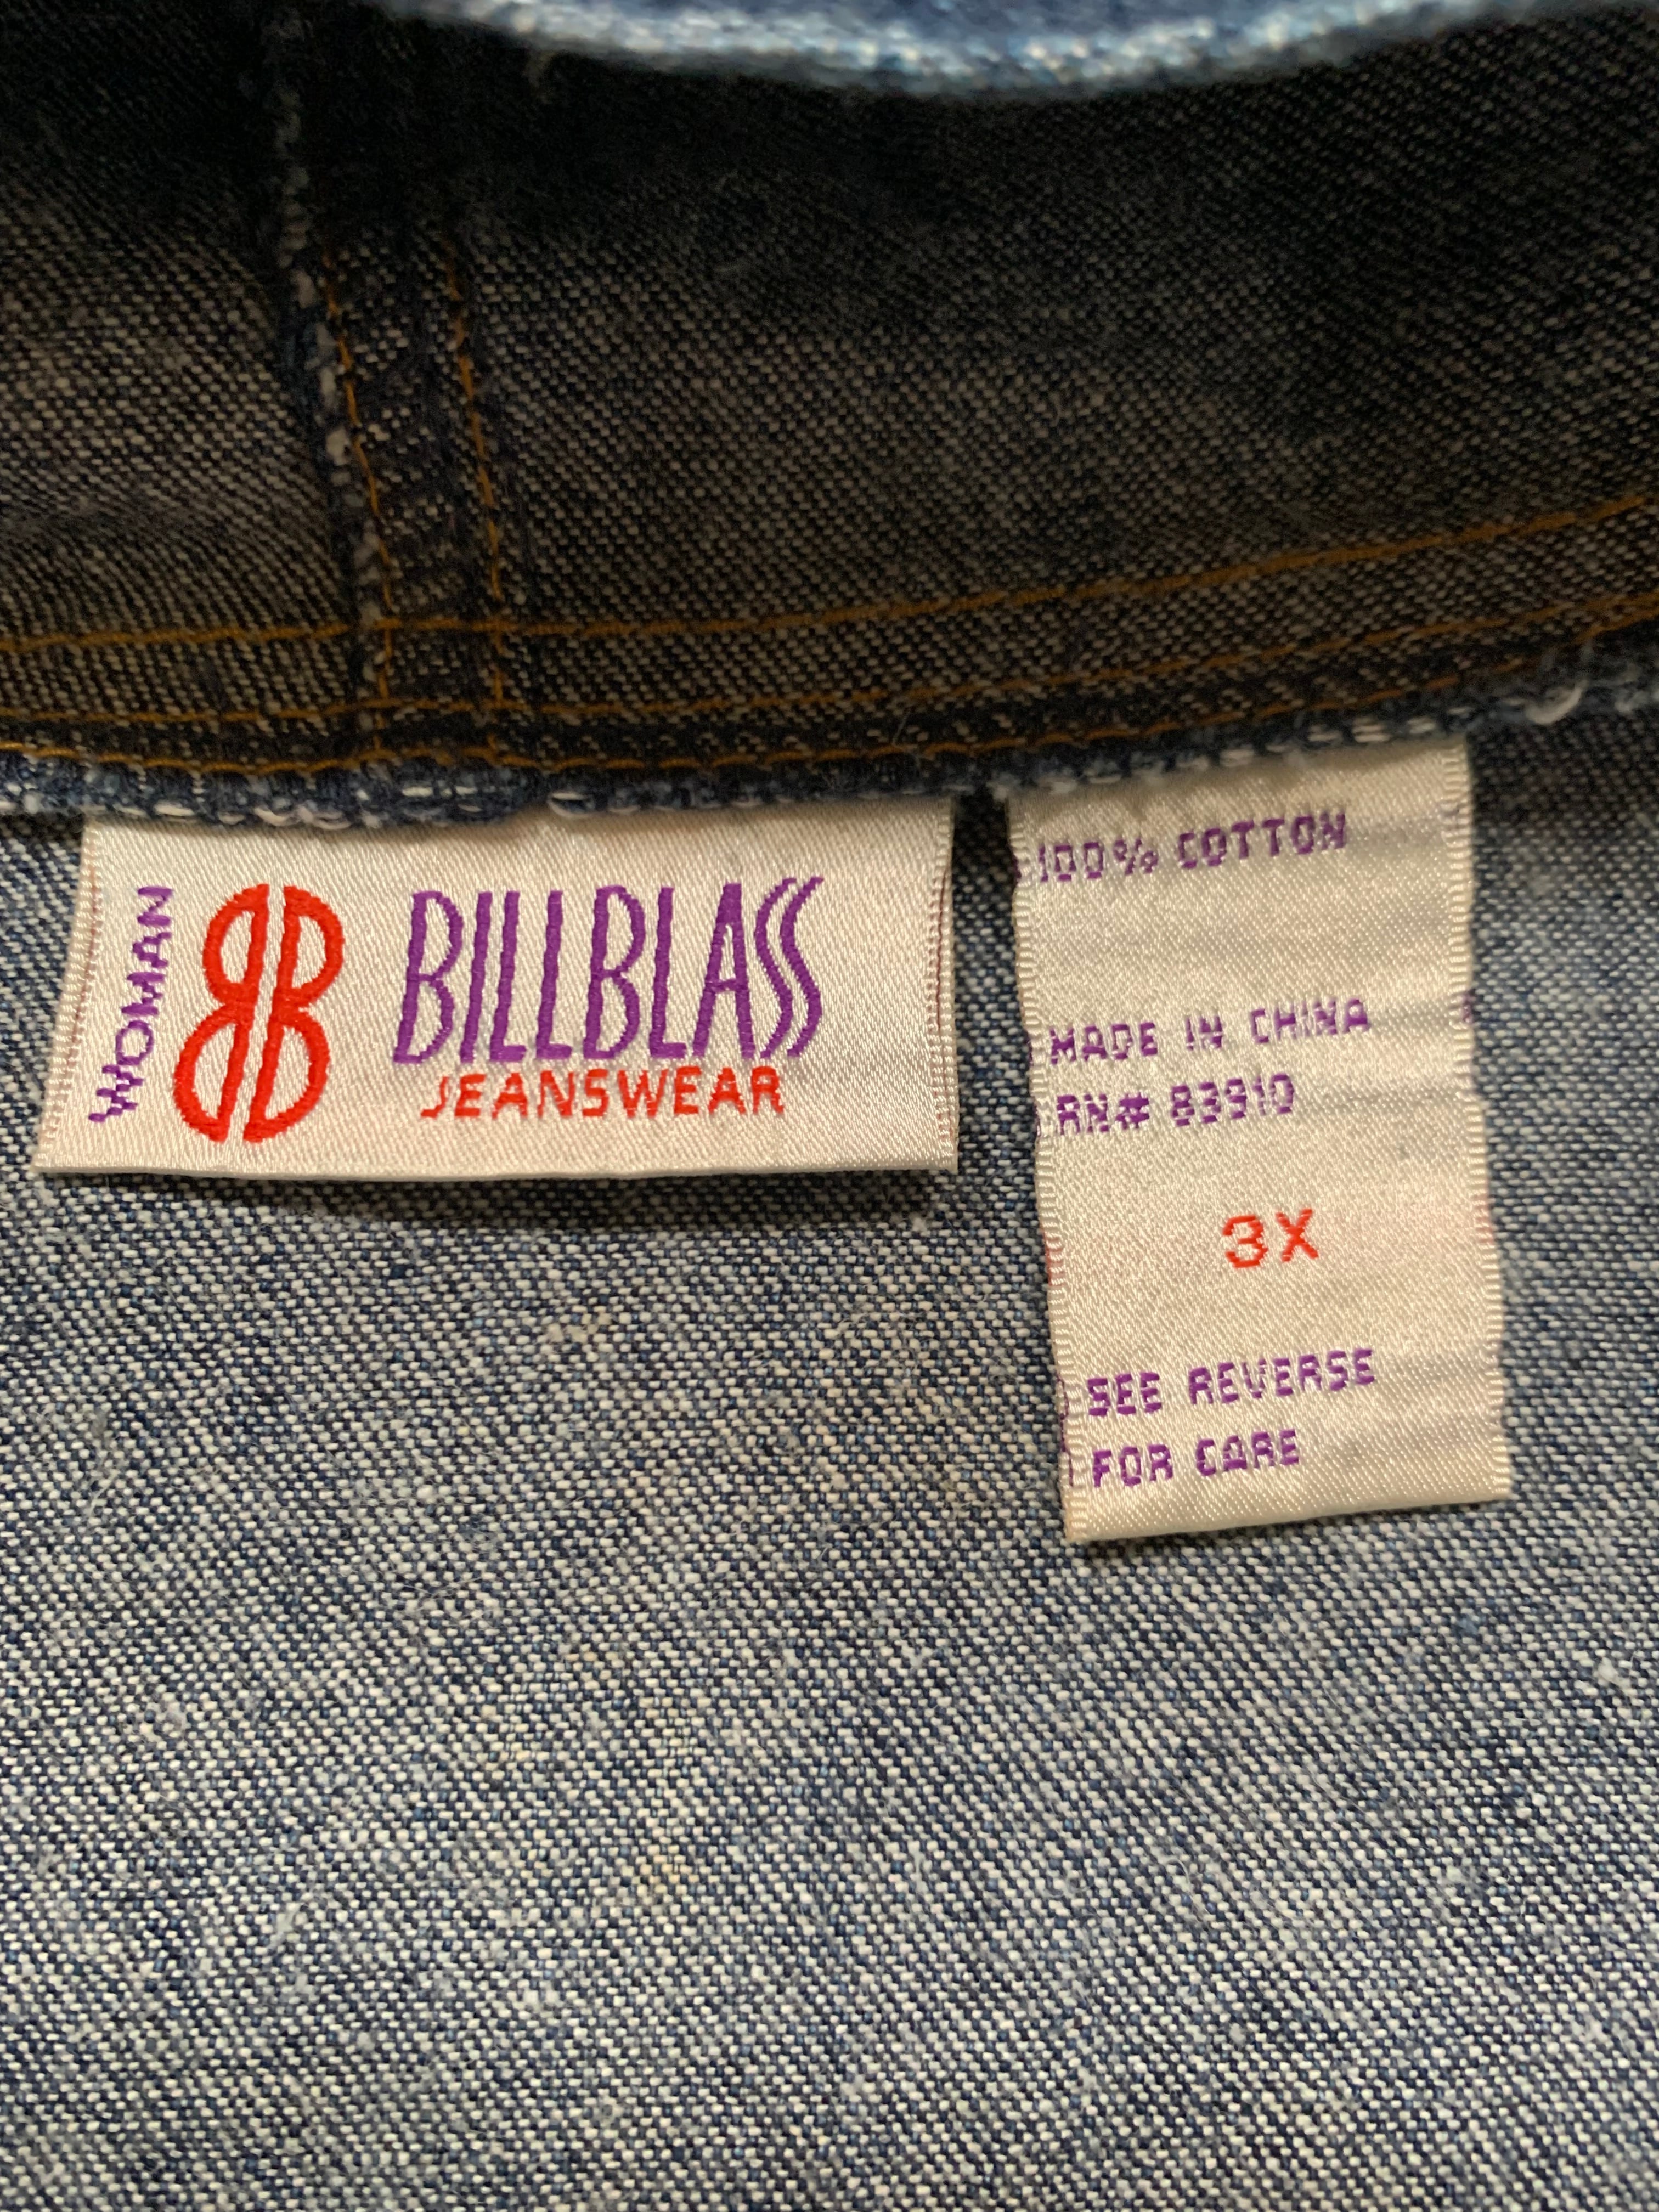 WOMAN
BB
BILLBLASS
JEANSWEAR
100% COTTON
MADE IN CHINA
RN# 83910
3X
SEE REVERSE
FOR CARE